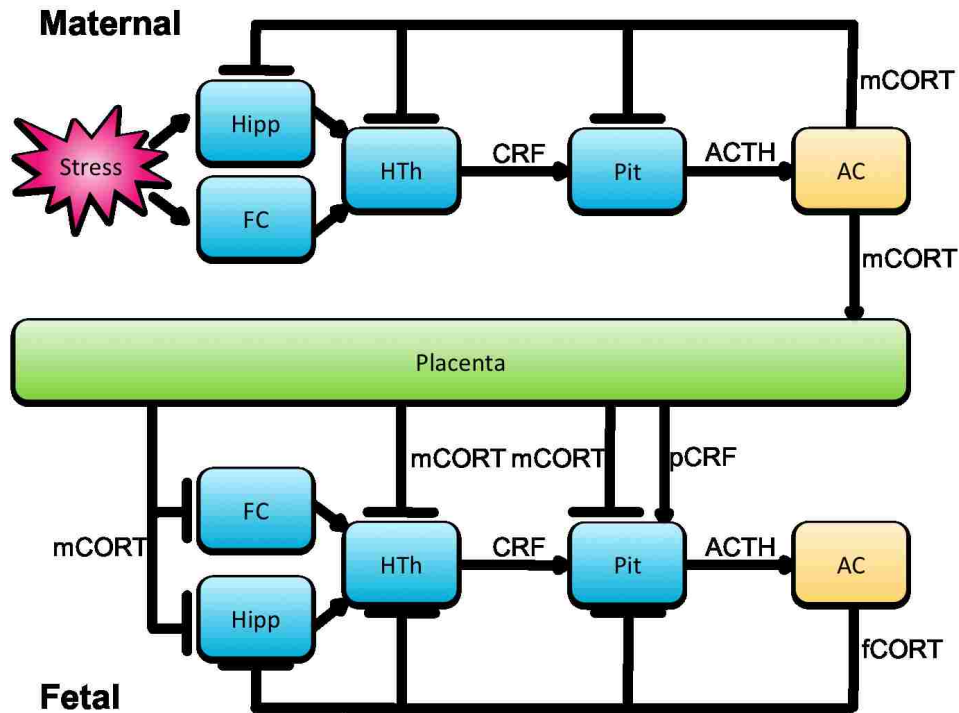 Maternal
mCORT
Hipp
Stress
HTh
CRF
Pit
ACTH
AC
FC
mCORT
Placenta
mCORT
mCORT
pCRF
FC
mCORT
HTh
CRF
Pit
ACTH
AC
Hipp
fCORT
Fetal